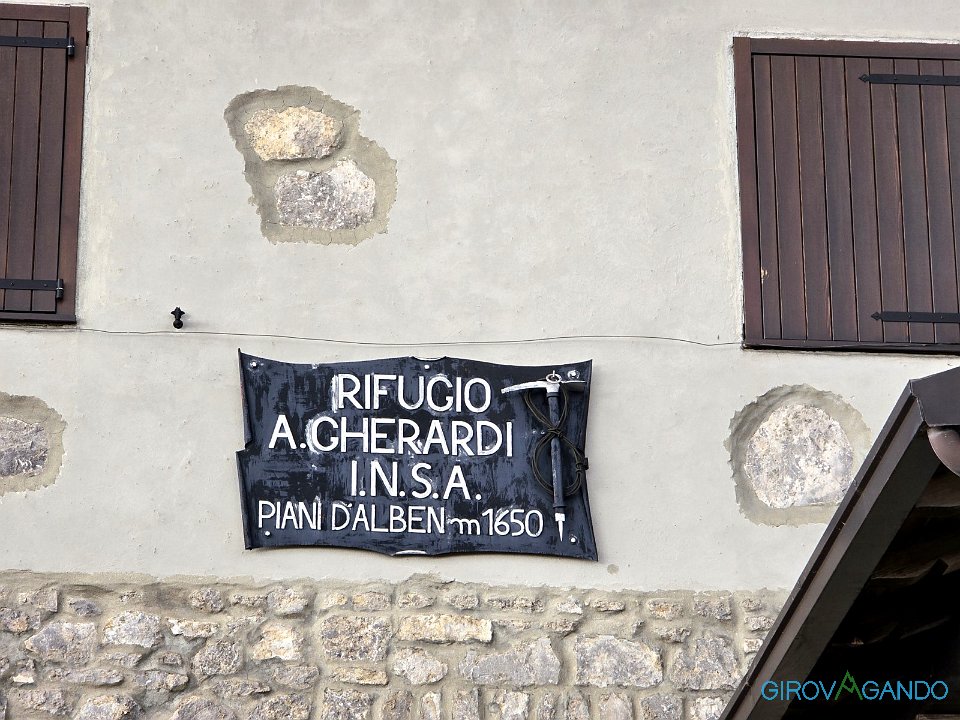 RIFUGIO
A. GHERARDI
I.N.S.A.
PIANI D'ALBEN m 1650
GIROVAGANDO